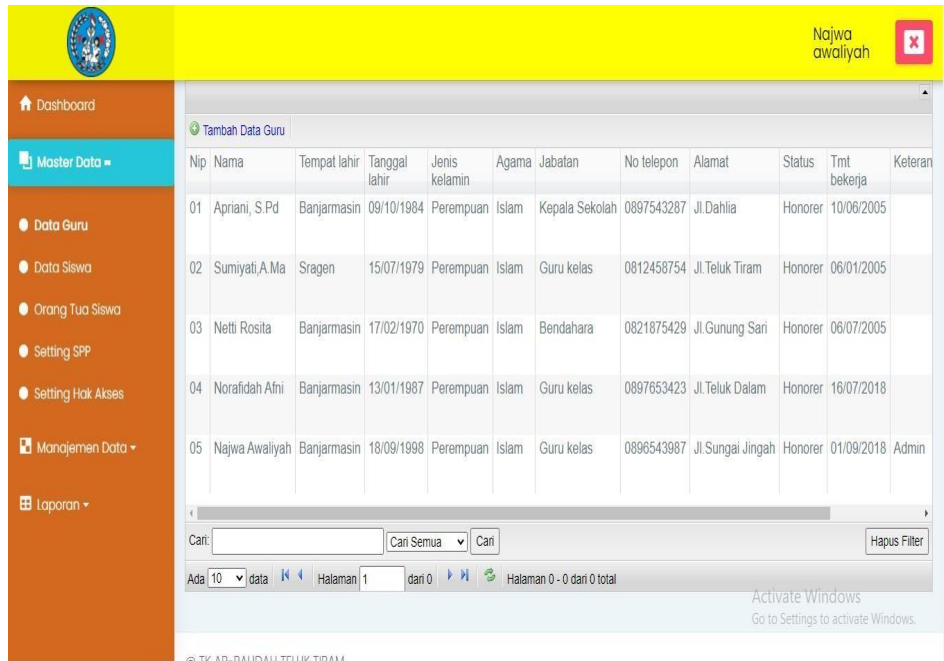 Najwa
awaliyah
Dashboard
Master Data
Data Guru
Data Siswa
Orang Tua Siswa
Setting SPP
Setting Hak Akses
Manajemen Data
Laporan
Tambah Data Guru
Nip Nama Tempat lahir Tanggal lahir Jenis kelamin Agama Jabatan No telepon Alamat Status Tmt bekerja Keteran
01 Apriani, S.Pd Banjarmasin 09/10/1984 Perempuan Islam Kepala Sekolah 0897543287 Jl.Dahlia Honorer 10/06/2005
02 Sumiyati,A.Ma Sragen 15/07/1979 Perempuan Islam Guru kelas 0812458754 Jl.Teluk Tiram Honorer 06/01/2005
03 Netti Rosita Banjarmasin 17/02/1970 Perempuan Islam Bendahara 0821875429 Jl.Gunung Sari Honorer 06/07/2005
04 Norafidah Afni Banjarmasin 13/01/1987 Perempuan Islam Guru kelas 0897653423 Jl.Teluk Dalam Honorer 16/07/2018
05 Najwa Awaliyah Banjarmasin 18/09/1998 Perempuan Islam Guru kelas 0896543987 Jl.Sungai Jingah Honorer 01/09/2018 Admin
Cari: Cari Semua Cari Hapus Filter
Ada 10 data Halaman 1 dari 0 Halaman 0 - 0 dari 0 total
Activate Windows
Go to Settings to activate Windows.
TELUK TIRAM